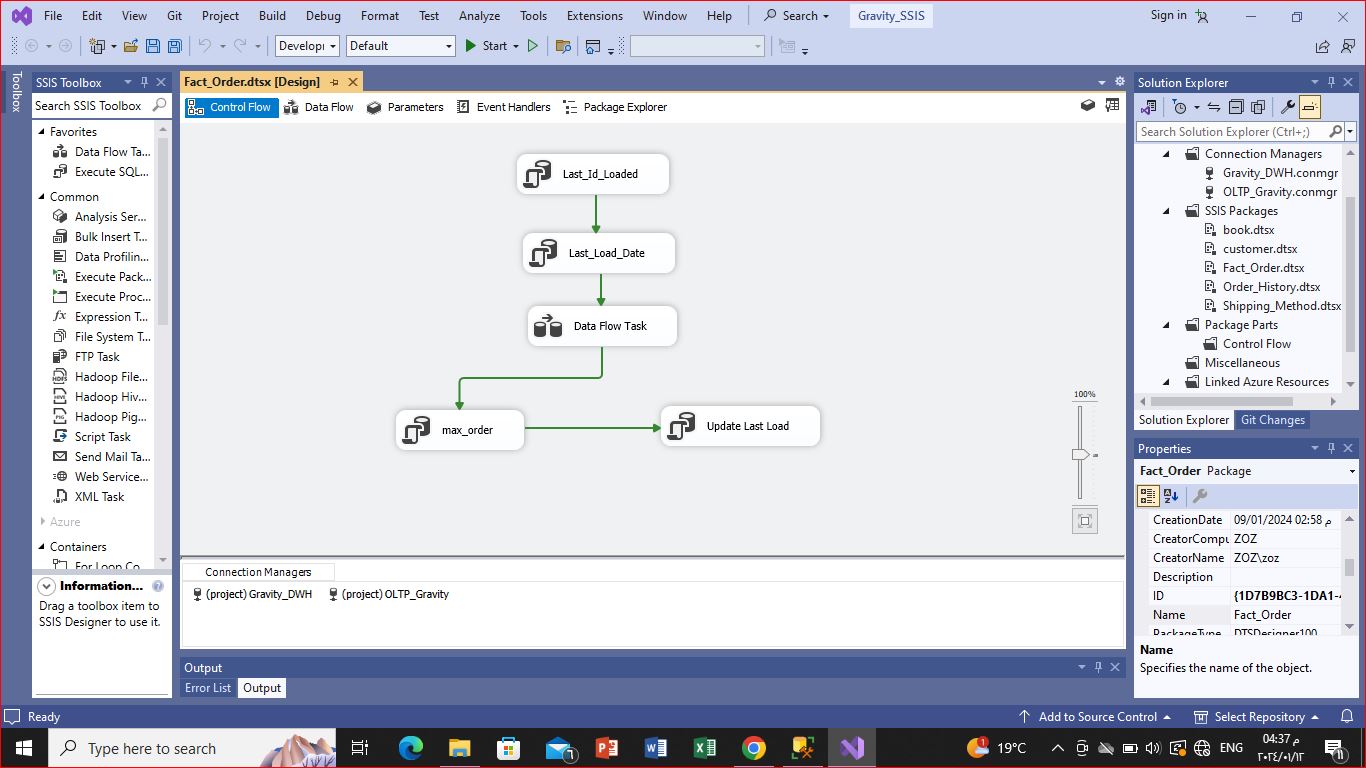 File Edit View Git Project Build Debug Format Test Analyze Tools Extensions Window Help Search Gravity_SSIS Sign in
Developı Default Start
Toolbox
SSIS Toolbox
Search SSIS Toolbox
Favorites
Data Flow Ta...
Execute SQL...
Common
Analysis Ser...
Bulk Insert T...
Data Profilin...
Execute Pack...
Execute Proc...
Expression T...
File System T...
FTP Task
Hadoop File...
Hadoop Hiv...
Hadoop Pig...
Script Task
Send Mail Ta...
Web Service...
XML Task
Azure
Containers
For Loop Co
Information...
Drag a toolbox item to
SSIS Designer to use it.
Fact_Order.dtsx [Design]
Control Flow Data Flow Parameters Event Handlers Package Explorer
Last_Id_Loaded
Last_Load_Date
Data Flow Task
max_order
Update Last Load
100%
Connection Managers
(project) Gravity_DWH (project) OLTP_Gravity
Output
Error List Output
Solution Explorer
Search Solution Explorer (Ctrl+;)
Connection Managers
Gravity_DWH.conmgr
OLTP_Gravity.conmgr
SSIS Packages
book.dtsx
customer.dtsx
Fact_Order.dtsx
Order_History.dtsx
Shipping_Method.dtsx
Package Parts
Control Flow
Miscellaneous
Linked Azure Resources
Solution Explorer Git Changes
Properties
Fact_Order Package
CreationDate 09/01/2024 02:58 م
CreatorCompu ZOZ
CreatorName ZOZ\zoz
Description
ID {1D7B9BC3-1DA1-4
Name Fact_Order
PackageType DTSDesigner100
Name
Specifies the name of the object.
Ready Add to Source Control Select Repository
Type here to search 7 1 19°C ENG 04:37 م
٢٠٢٤/٠١/١٢ 11